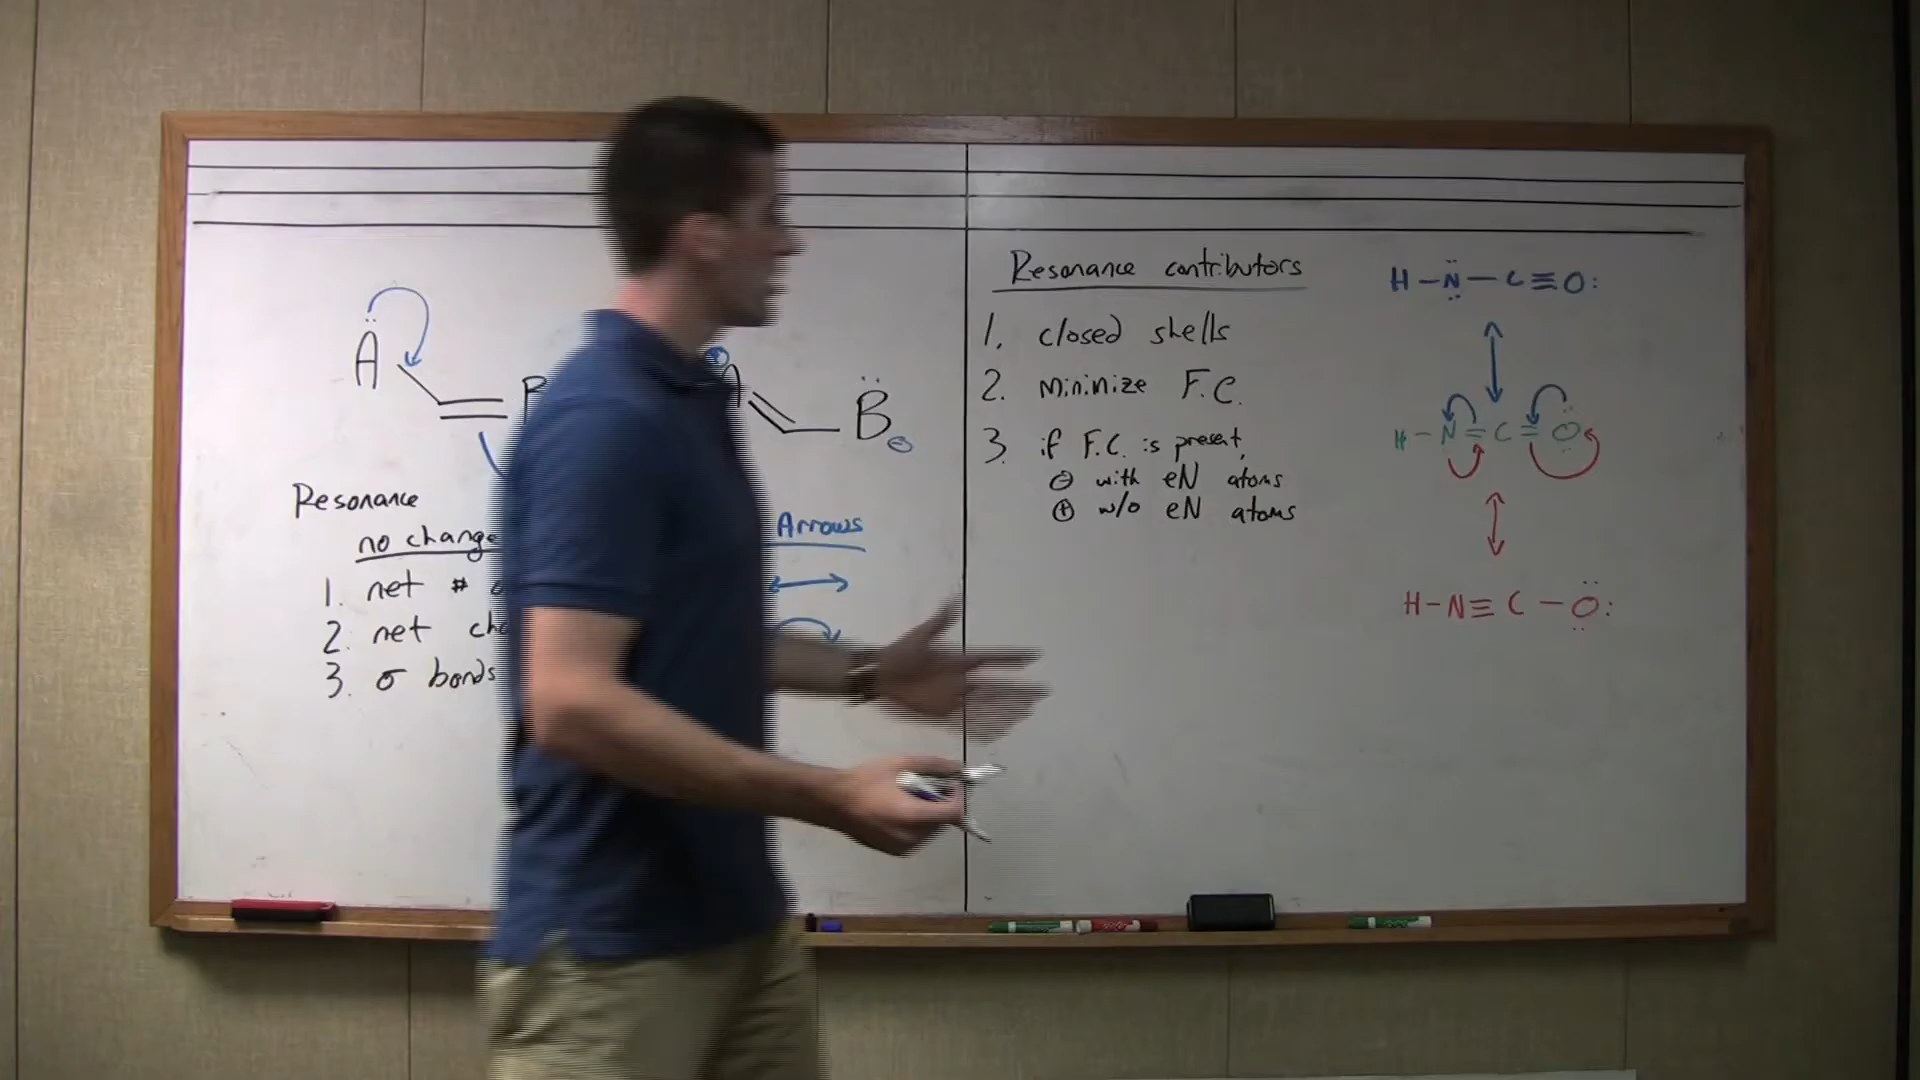 A
B
⊖
Resonance
no change
1. net #
2. net
3. σ bonds
Arrows
Resonance contributors
1. closed shells
2. minimize F.C.
3. if F.C. is present,
⊖ with eN atoms
⊕ w/o eN atoms
H-N̤̈-C≡O:
H-N=C=O
H-N≡C-O: